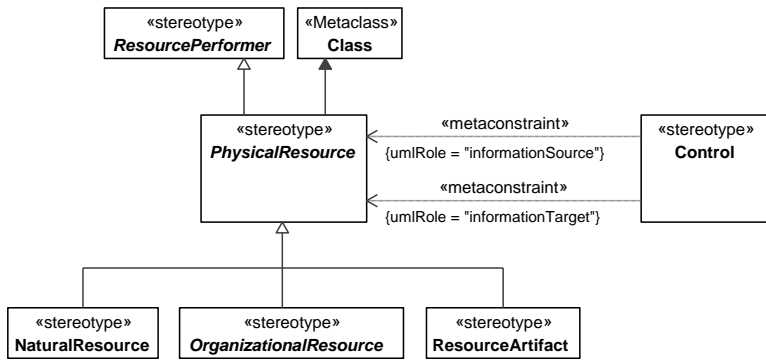 «stereotype»
ResourcePerformer
«Metaclass»
Class
«stereotype»
PhysicalResource
«metaconstraint»
{umlRole = "informationSource"}
«metaconstraint»
{umlRole = "informationTarget"}
«stereotype»
Control
«stereotype»
NaturalResource
«stereotype»
OrganizationalResource
«stereotype»
ResourceArtifact